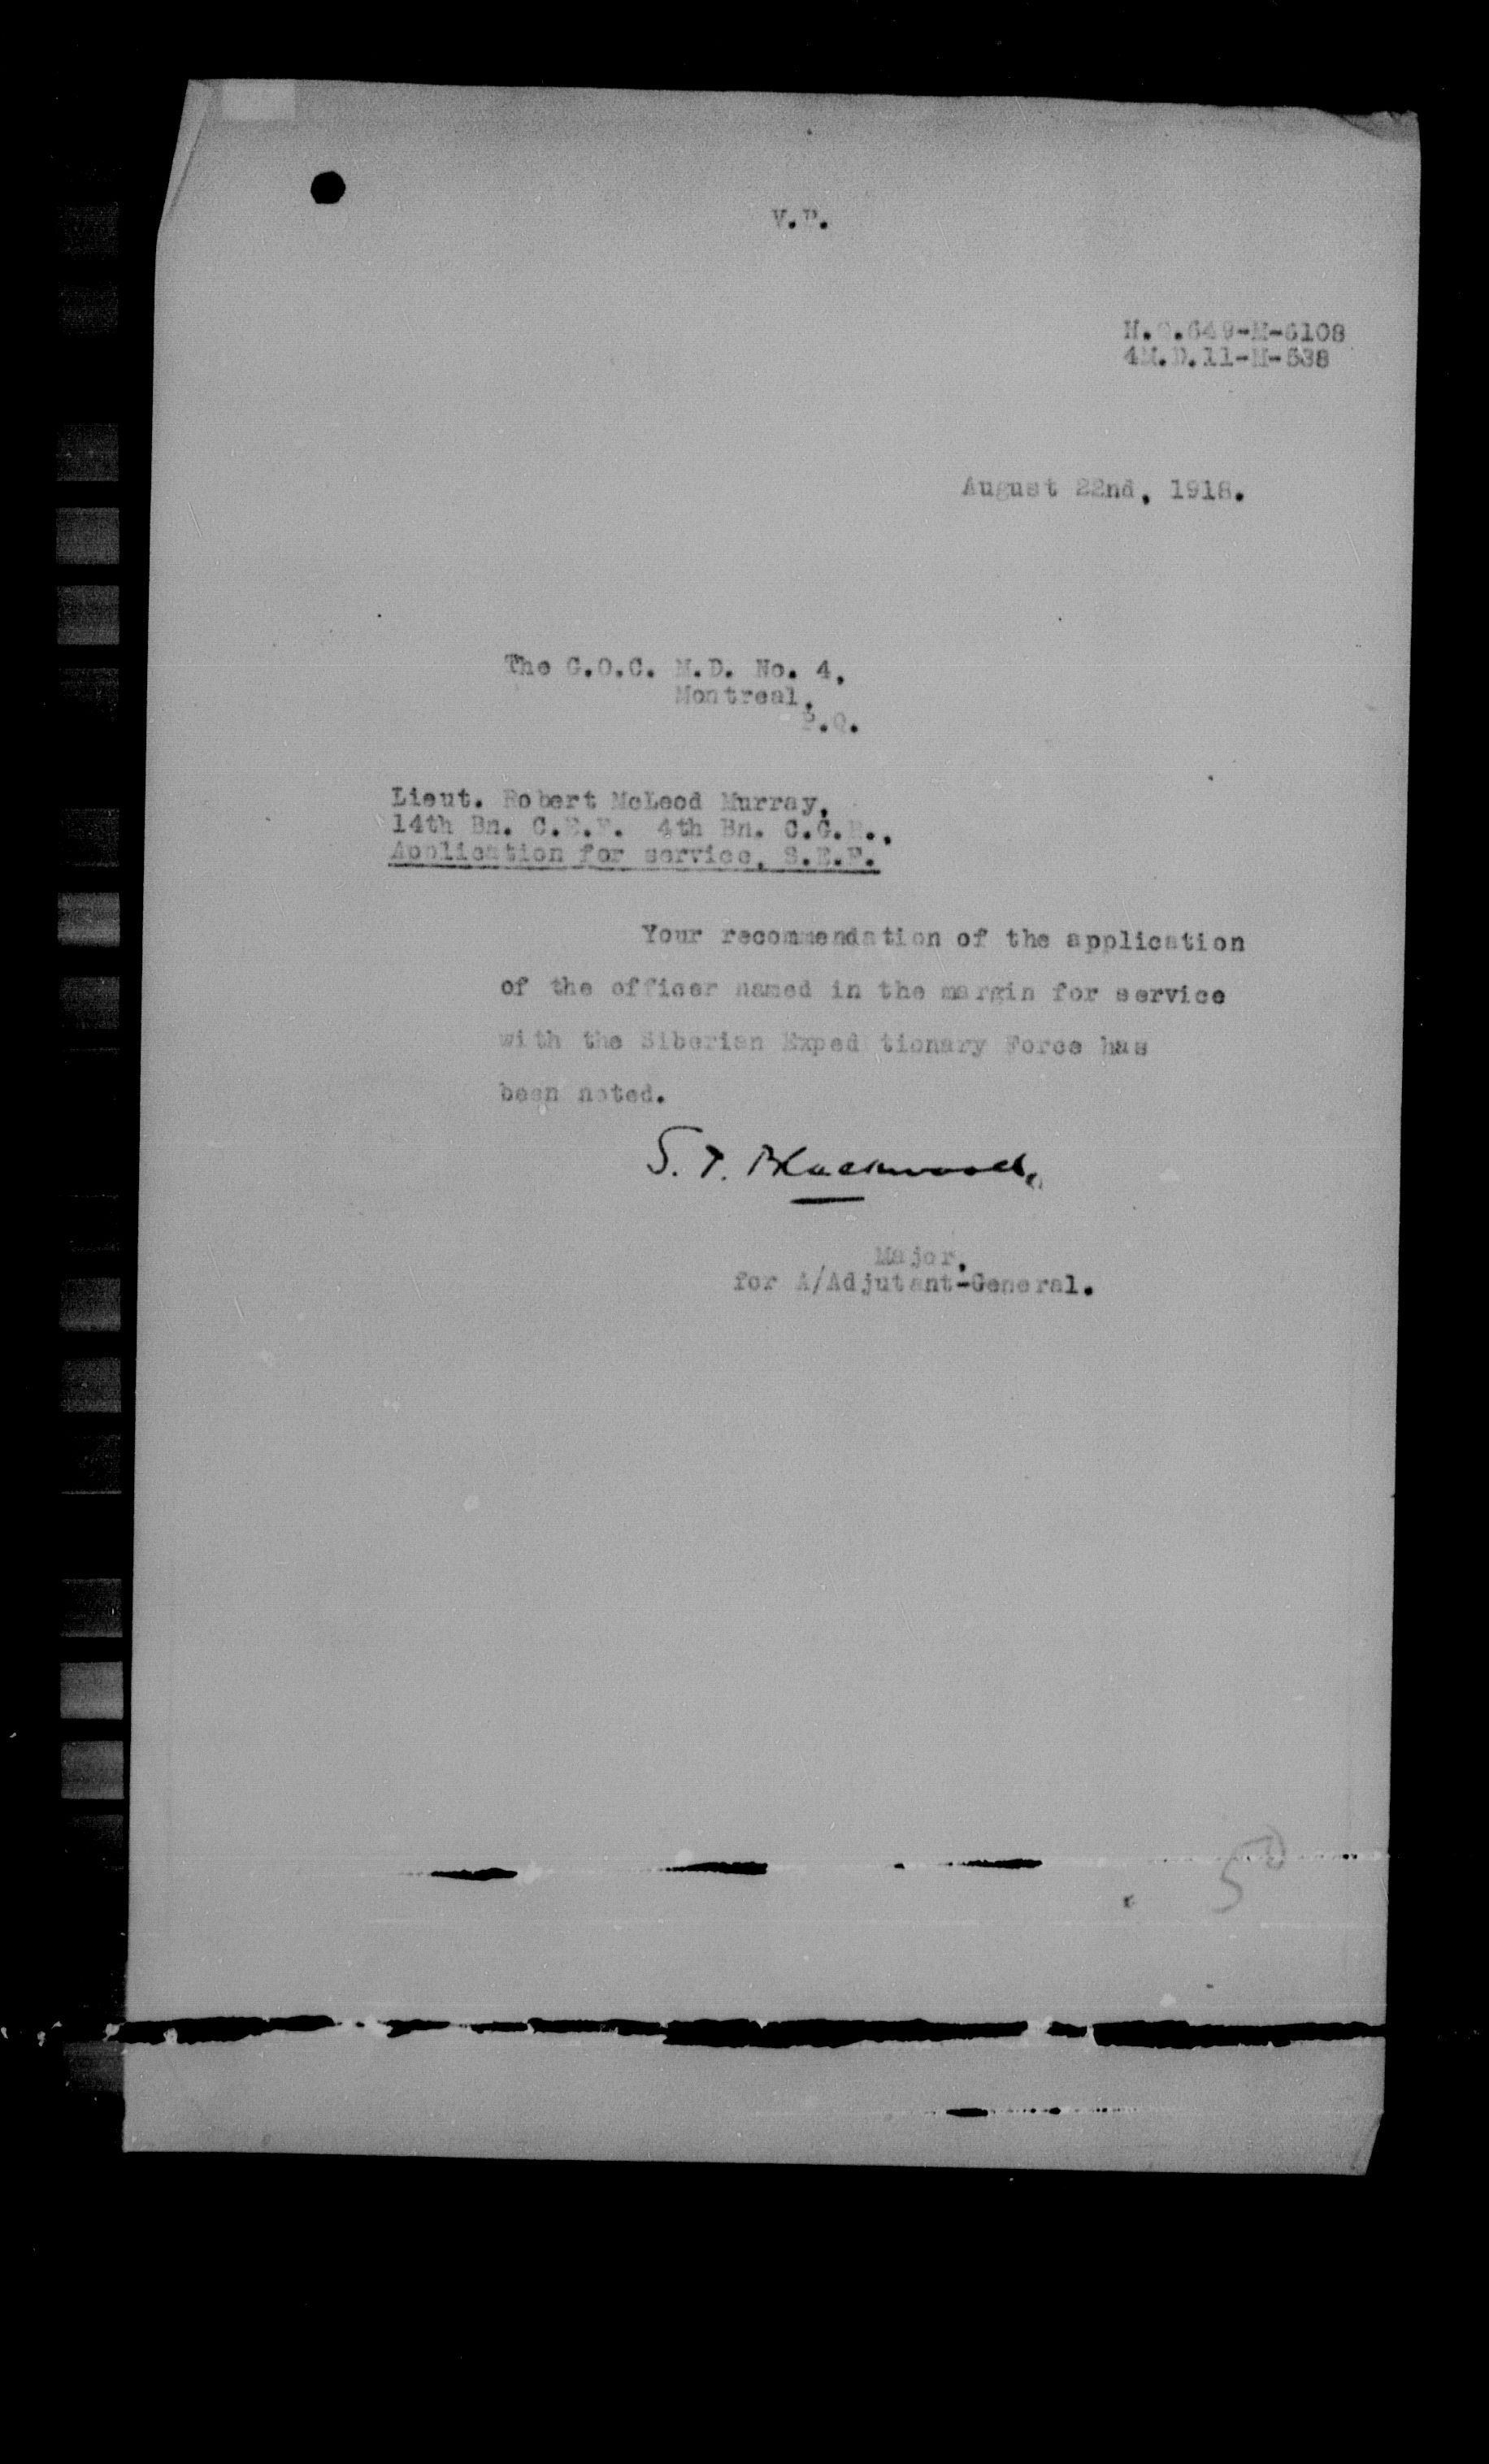 V.P.
H.Q.649-M-6108
4M.D.11-M-538
August 22nd, 1918.
The G.O.C. M.D. No. 4,
Montreal,
P.Q.
Lieut. Robert McLeod Murray,
14th Bn. C.E.F. 4th Bn. C.G.R.,
Application for service, S.E.F.
Your recommendation of the application
of the officer named in the margin for service
with the Siberian Exped tionary Force has
been noted.
S. T. Blackwood,
Major,
for A/Adjutant-General.